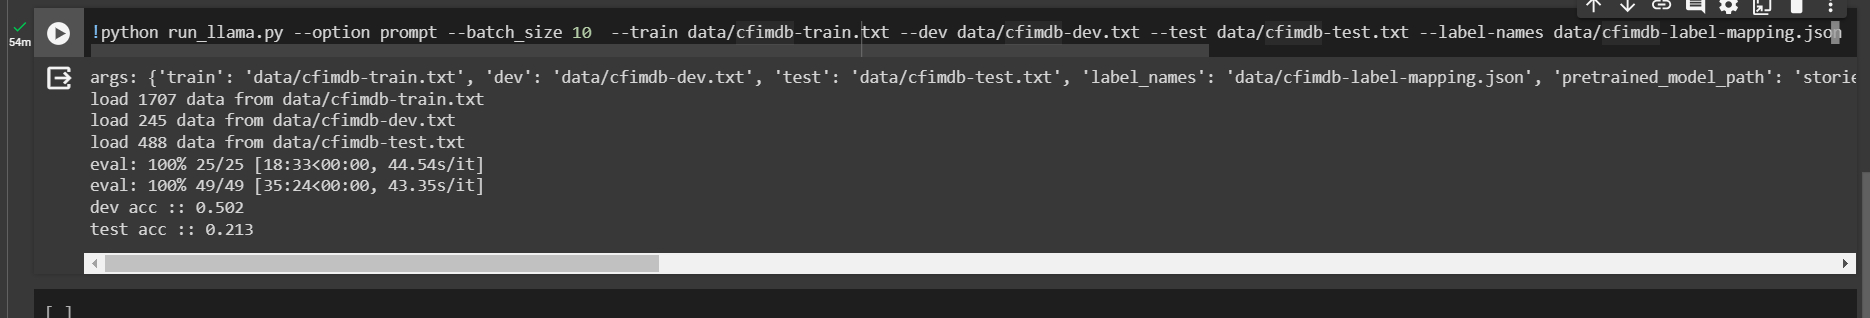 !python run_llama.py --option prompt --batch_size 10  --train data/cfimdb-train.txt --dev data/cfimdb-dev.txt --test data/cfimdb-test.txt --label-names data/cfimdb-label-mapping.json
54m
args: {'train': 'data/cfimdb-train.txt', 'dev': 'data/cfimdb-dev.txt', 'test': 'data/cfimdb-test.txt', 'label_names': 'data/cfimdb-label-mapping.json', 'pretrained_model_path': 'storie
load 1707 data from data/cfimdb-train.txt
load 245 data from data/cfimdb-dev.txt
load 488 data from data/cfimdb-test.txt
eval: 100% 25/25 [18:33<00:00, 44.54s/it]
eval: 100% 49/49 [35:24<00:00, 43.35s/it]
dev acc :: 0.502
test acc :: 0.213
[ ]